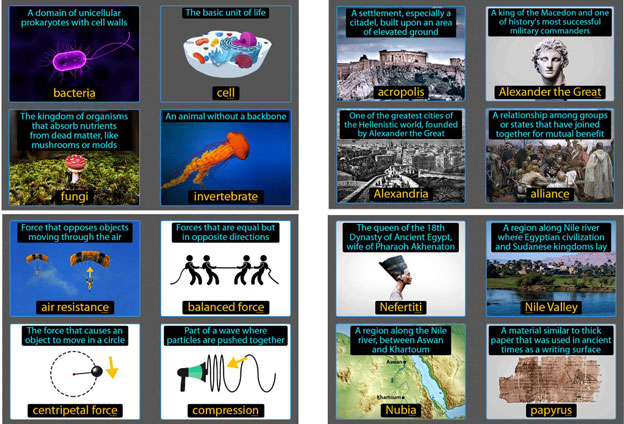 A domain of unicellular
prokaryotes with cell walls
bacteria
The basic unit of life
cell
The kingdom of organisms
that absorb nutrients
from dead matter, like
mushrooms or molds
fungi
An animal without a backbone
invertebrate
A settlement, especially a
citadel, built upon an area
of elevated ground
acropolis
A king of the Macedon and one
of history's most successful
military commanders
Alexander the Great
One of the greatest cities of
the Hellenistic world, founded
by Alexander the Great
Alexandria
A relationship among groups
or states that have joined
together for mutual benefit
alliance
Force that opposes objects
moving through the air
air resistance
Forces that are equal but
in opposite directions
balanced force
The force that causes an
object to move in a circle
centripetal force
Part of a wave where
particles are pushed together
compression
The queen of the 18th
Dynasty of Ancient Egypt,
wife of Pharaoh Akhenaton
Nefertiti
A region along Nile river
where Egyptian civilization
and Sudanese kingdoms lay
Nile Valley
A region along the Nile
river, between Aswan
and Khartoum
Aswan
Khartoum
Nubia
A material similar to thick
paper that was used in ancient
times as a writing surface
papyrus